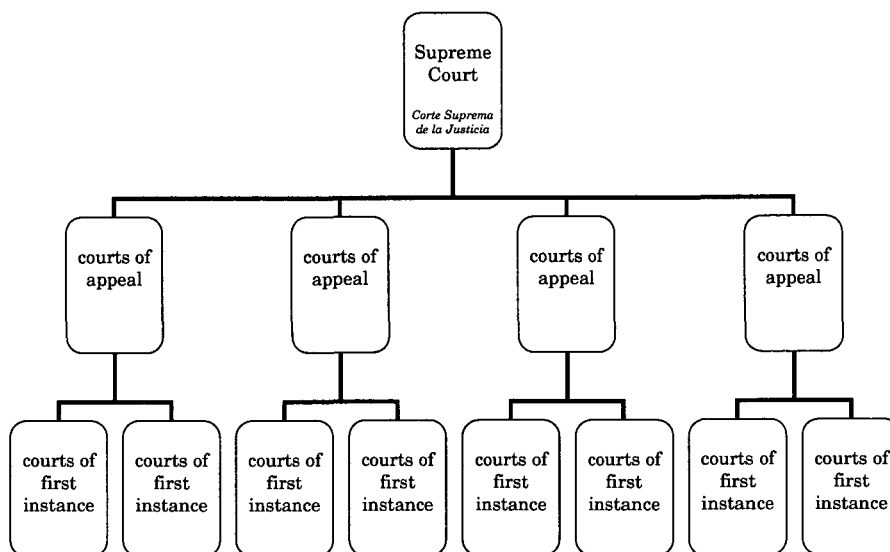 Supreme
Court
Corte Suprema
de la Justicia
courts of
appeal
courts of
appeal
courts of
appeal
courts of
appeal
courts of
first
instance
courts of
first
instance
courts of
first
instance
courts of
first
instance
courts of
first
instance
courts of
first
instance
courts of
first
instance
courts of
first
instance